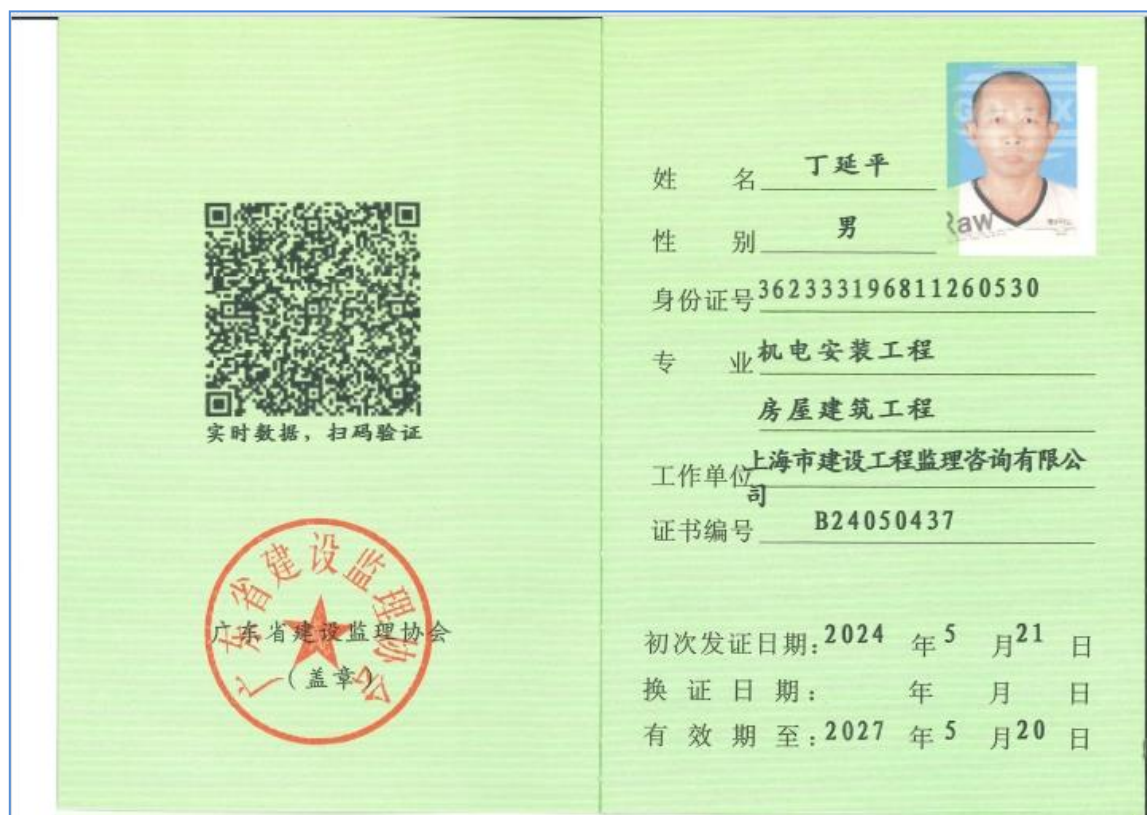 实时数据，扫码验证
广东省建设监理协会
广东省建设监理协会
（盖章）
姓 名 丁延平
性 别 男
身份证号 362333196811260530
专 业 机电安装工程
房屋建筑工程
工作单位 上海市建设工程监理咨询有限公
司
证书编号 B24050437
初次发证日期：2024 年 5 月 21 日
换 证 日 期： 年 月 日
有 效 期 至：2027 年 5 月 20 日